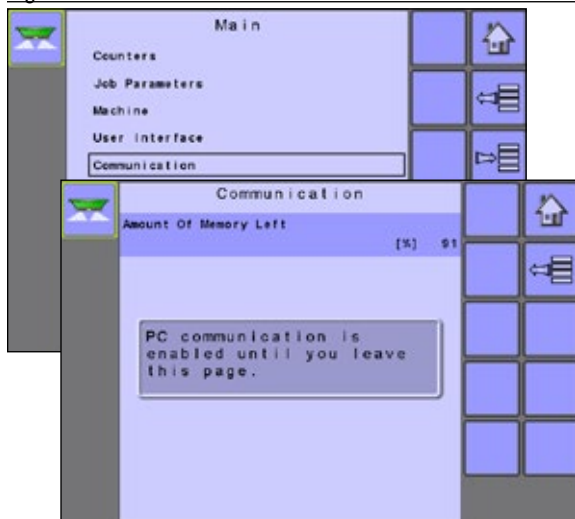 Main
Counters
Job Parameters
Machine
User Interface
Communication
Communication
Amount Of Memory Left
[%] 91
PC communication is
enabled until you leave
this page.